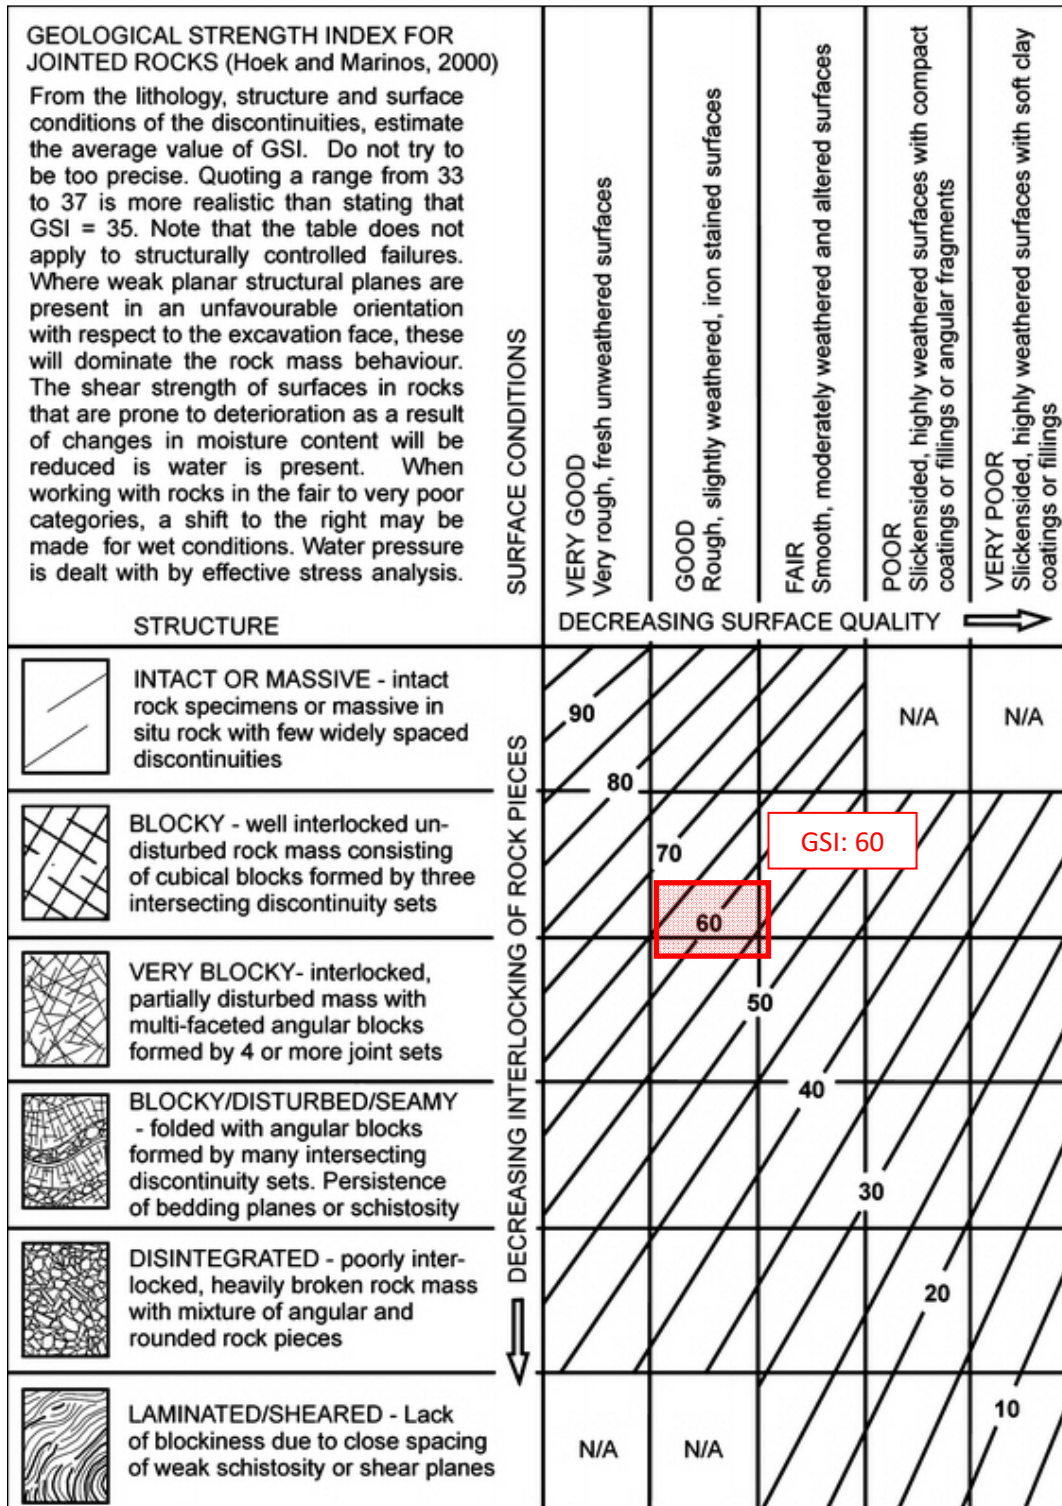 GEOLOGICAL STRENGTH INDEX FOR
JOINTED ROCKS (Hoek and Marinos, 2000)
From the lithology, structure and surface
conditions of the discontinuities, estimate
the average value of GSI. Do not try to
be too precise. Quoting a range from 33
to 37 is more realistic than stating that
GSI = 35. Note that the table does not
apply to structurally controlled failures.
Where weak planar structural planes are
present in an unfavourable orientation
with respect to the excavation face, these
will dominate the rock mass behaviour.
The shear strength of surfaces in rocks
that are prone to deterioration as a result
of changes in moisture content will be
reduced is water is present. When
working with rocks in the fair to very poor
categories, a shift to the right may be
made for wet conditions. Water pressure
is dealt with by effective stress analysis.
STRUCTURE
SURFACE CONDITIONS
VERY GOOD
Very rough, fresh unweathered surfaces
GOOD
Rough, slightly weathered, iron stained surfaces
FAIR
Smooth, moderately weathered and altered surfaces
POOR
Slickensided, highly weathered surfaces with compact
coatings or fillings or angular fragments
VERY POOR
Slickensided, highly weathered surfaces with soft clay
coatings or fillings
DECREASING SURFACE QUALITY
DECREASING INTERLOCKING OF ROCK PIECES
INTACT OR MASSIVE - intact
rock specimens or massive in
situ rock with few widely spaced
discontinuities
90
80
N/A
N/A
BLOCKY - well interlocked un-
disturbed rock mass consisting
of cubical blocks formed by three
intersecting discontinuity sets
70
GSI: 60
60
VERY BLOCKY- interlocked,
partially disturbed mass with
multi-faceted angular blocks
formed by 4 or more joint sets
50
BLOCKY/DISTURBED/SEAMY
- folded with angular blocks
formed by many intersecting
discontinuity sets. Persistence
of bedding planes or schistosity
40
30
DISINTEGRATED - poorly inter-
locked, heavily broken rock mass
with mixture of angular and
rounded rock pieces
20
LAMINATED/SHEARED - Lack
of blockiness due to close spacing
of weak schistosity or shear planes
N/A
N/A
10